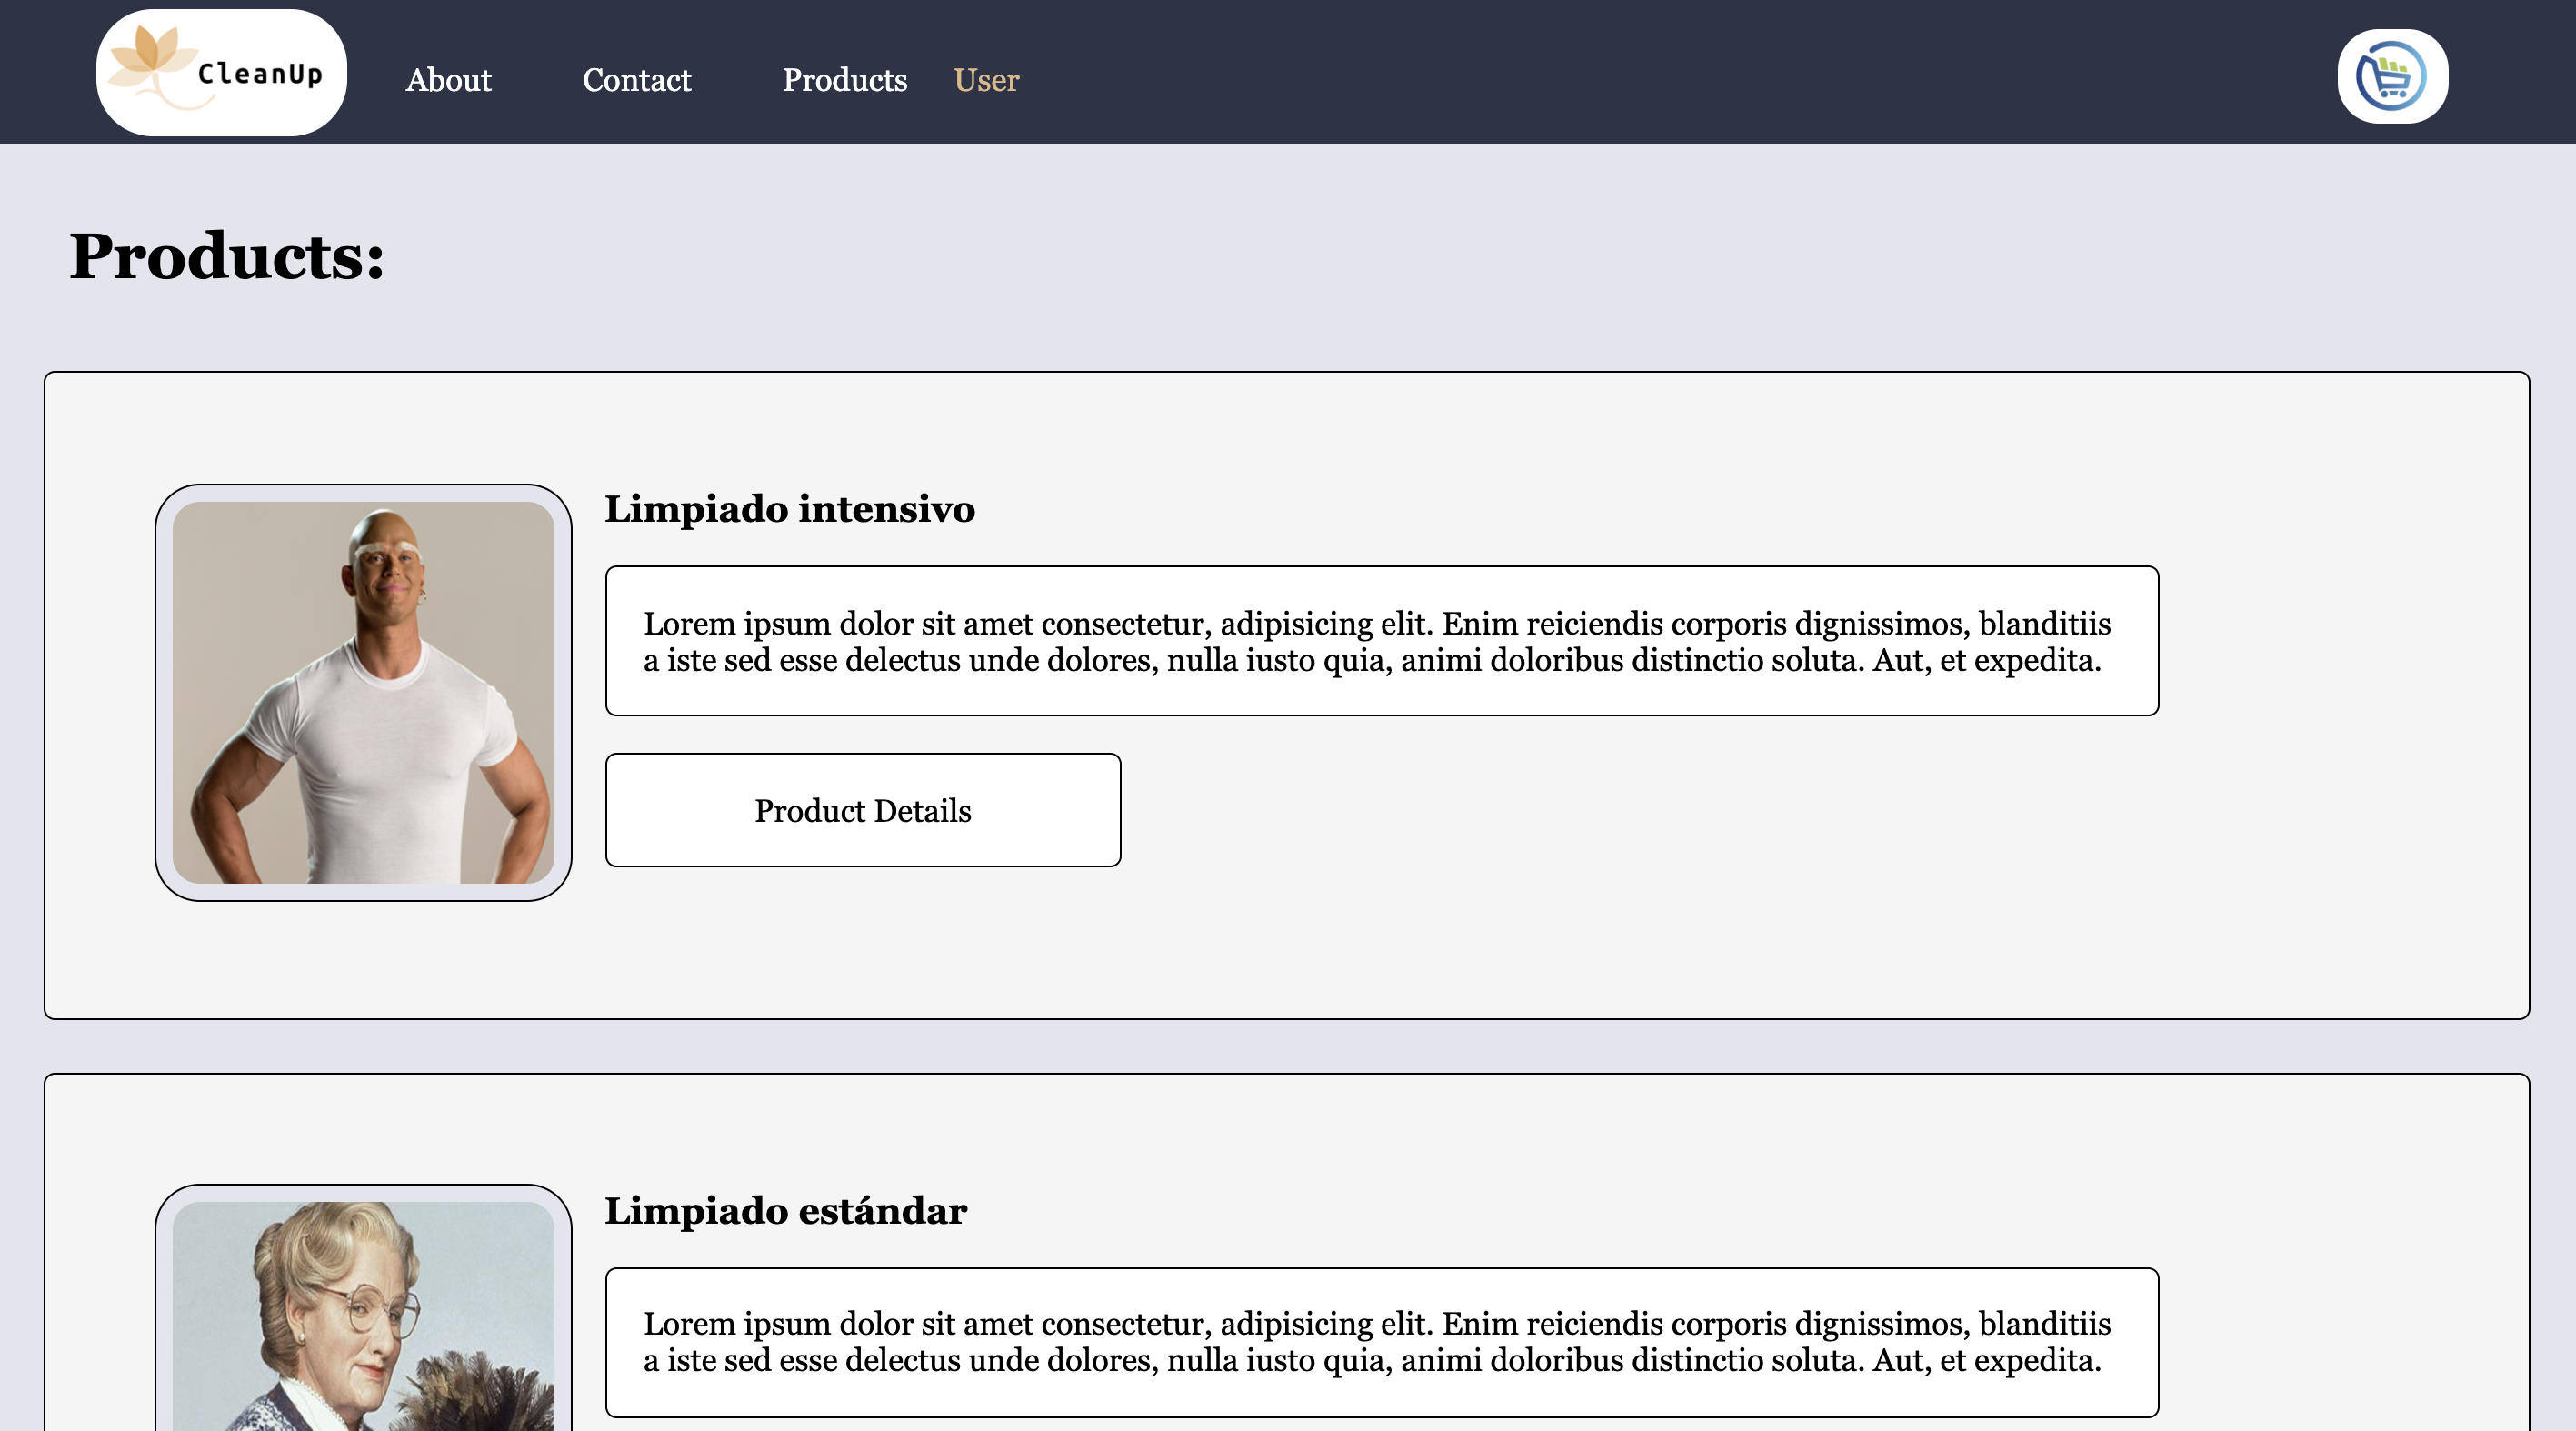 CleanUp
About
Contact
Products
User
Products:
Limpiado intensivo
Lorem ipsum dolor sit amet consectetur, adipisicing elit. Enim reiciendis corporis dignissimos, blanditiis
a iste sed esse delectus unde dolores, nulla iusto quia, animi doloribus distinctio soluta. Aut, et expedita.
Product Details
Limpiado estándar
Lorem ipsum dolor sit amet consectetur, adipisicing elit. Enim reiciendis corporis dignissimos, blanditiis
a iste sed esse delectus unde dolores, nulla iusto quia, animi doloribus distinctio soluta. Aut, et expedita.